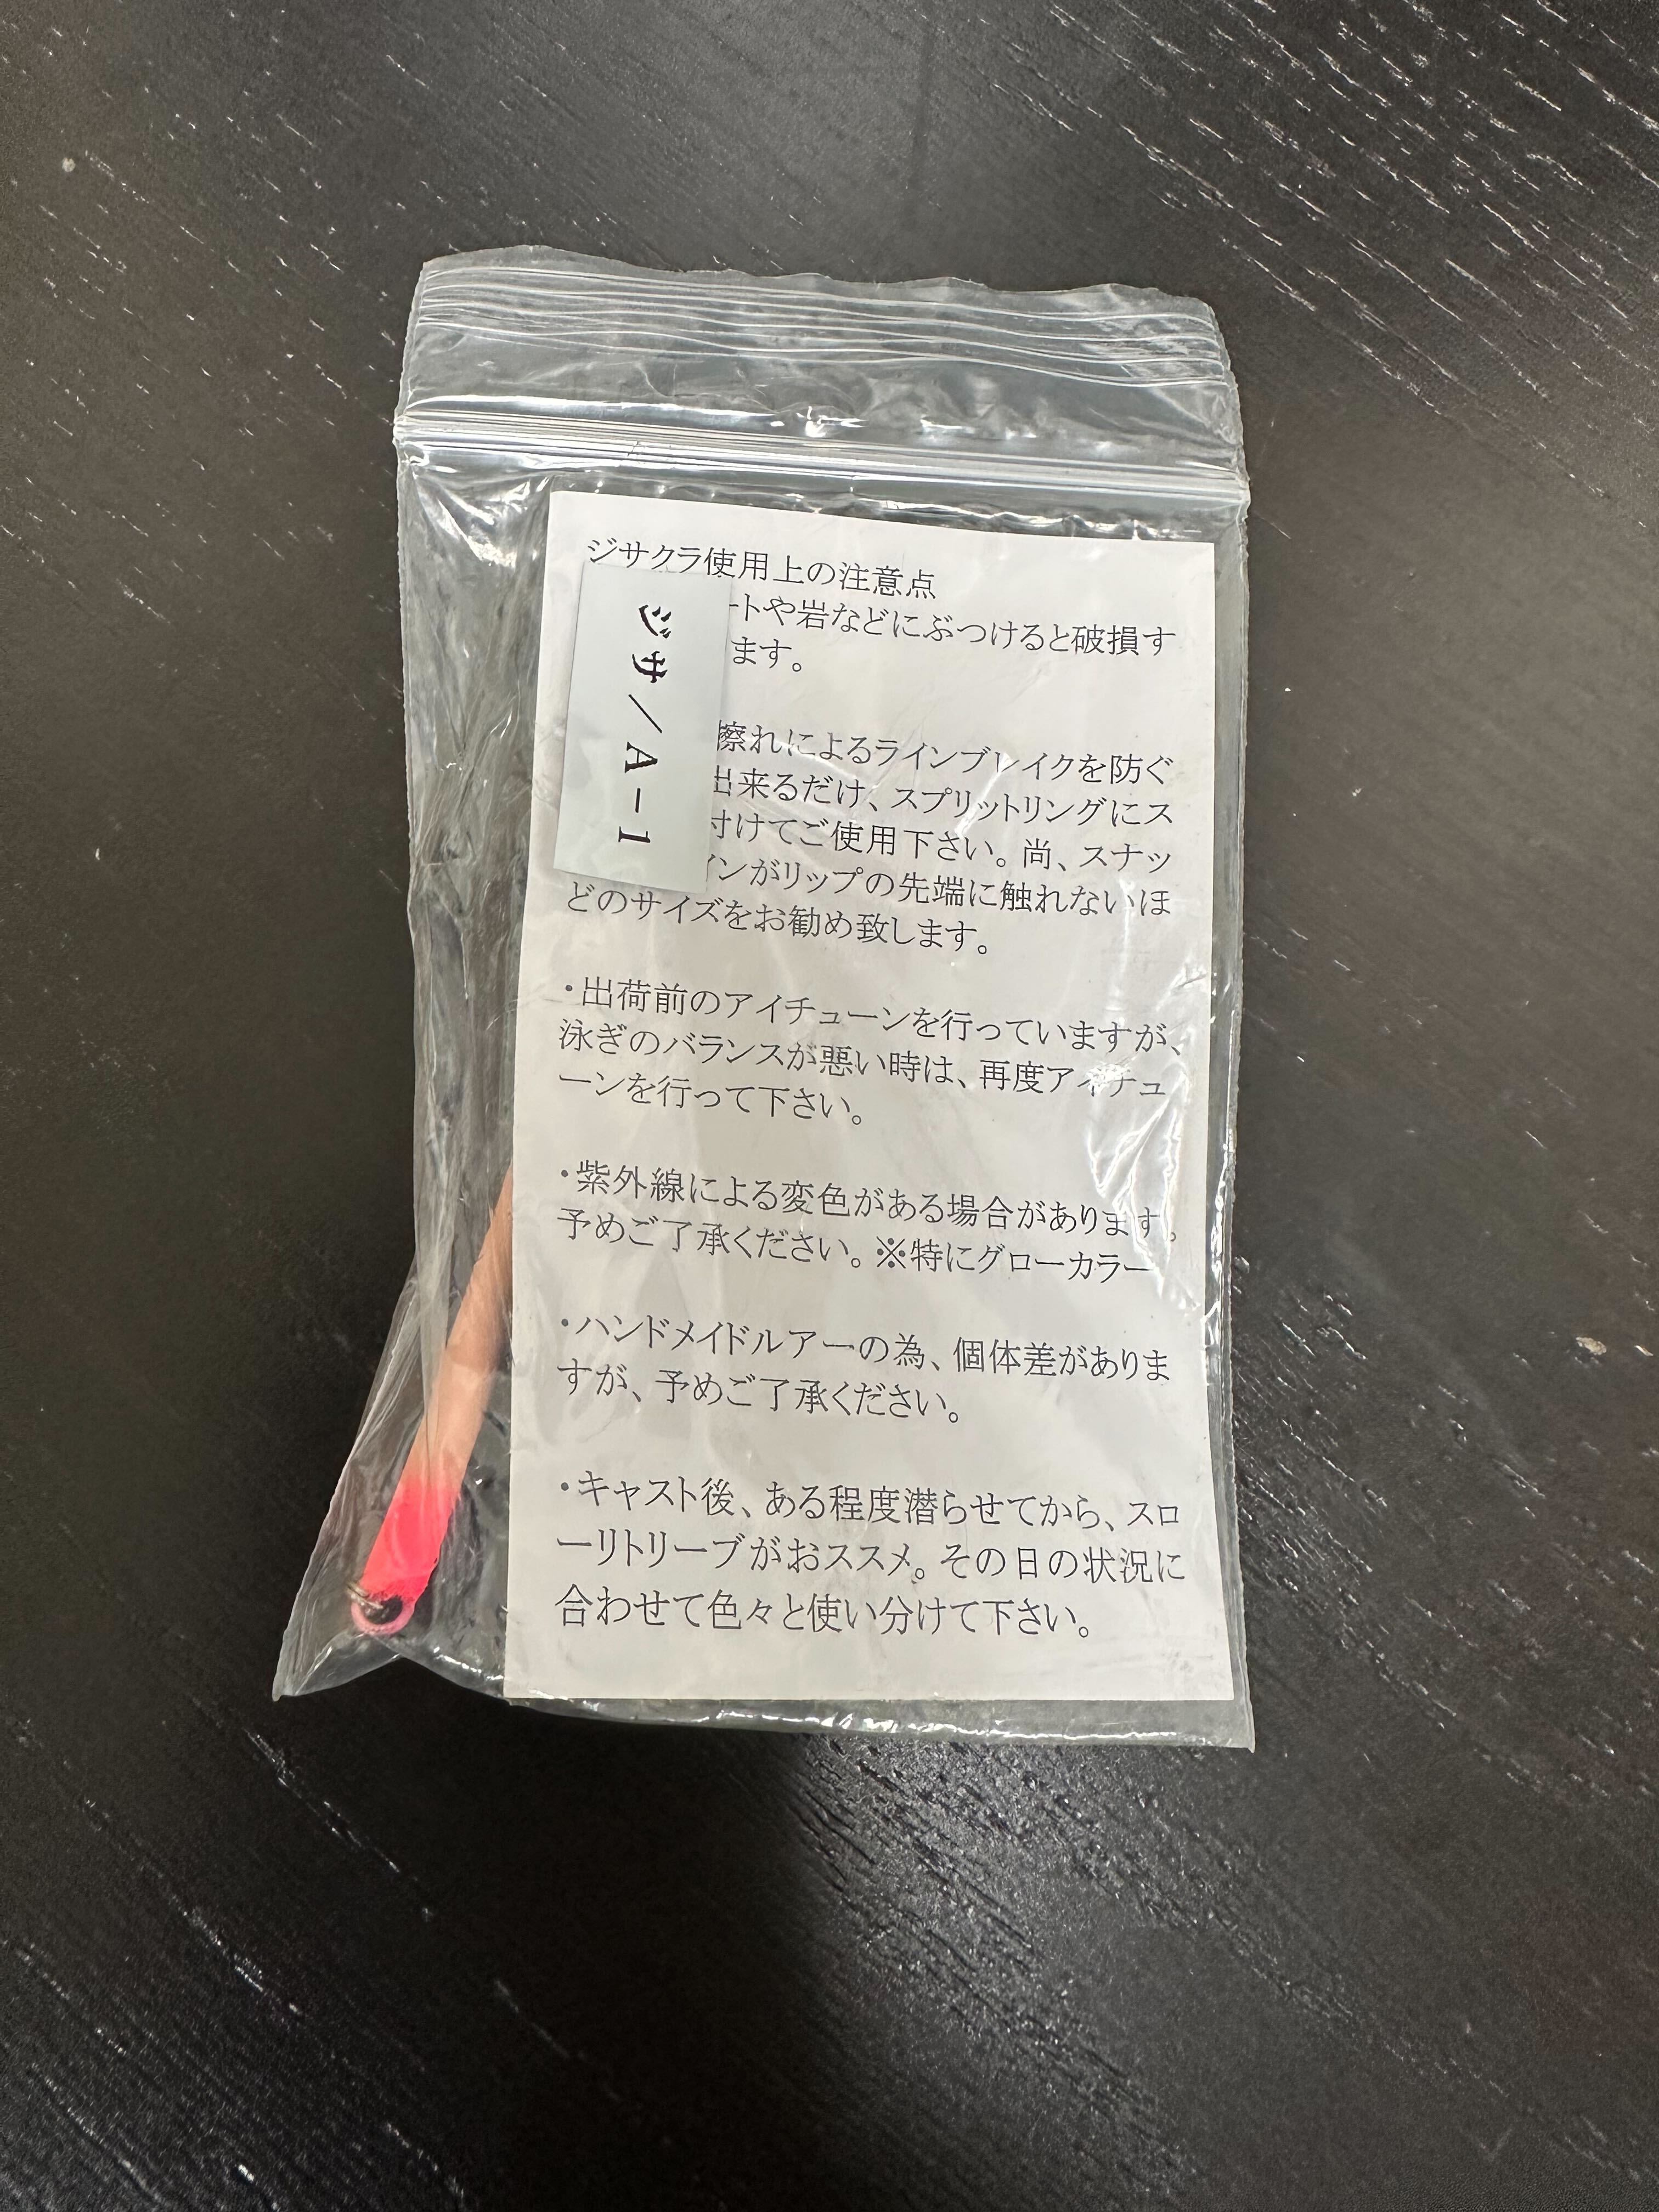 ジサクラ使用上の注意点
ートや岩などにぶつけると破損す
ます。
擦れによるラインブレイクを防ぐ
出来るだけ、スプリットリングにス
付けてご使用下さい。尚、スナッ
インがリップの先端に触れないほ
どのサイズをお勧め致します。
・出荷前のアイチューンを行っていますが、
泳ぎのバランスが悪い時は、再度アイチュ
ーンを行って下さい。
・紫外線による変色がある場合があります。
予めご了承ください。※特にグローカラー
・ハンドメイドルアーの為、個体差がありま
すが、予めご了承ください。
・キャスト後、ある程度潜らせてから、スロ
ーリトリーブがおススメ。その日の状況に
合わせて色々と使い分けて下さい。
ジサ/A-1